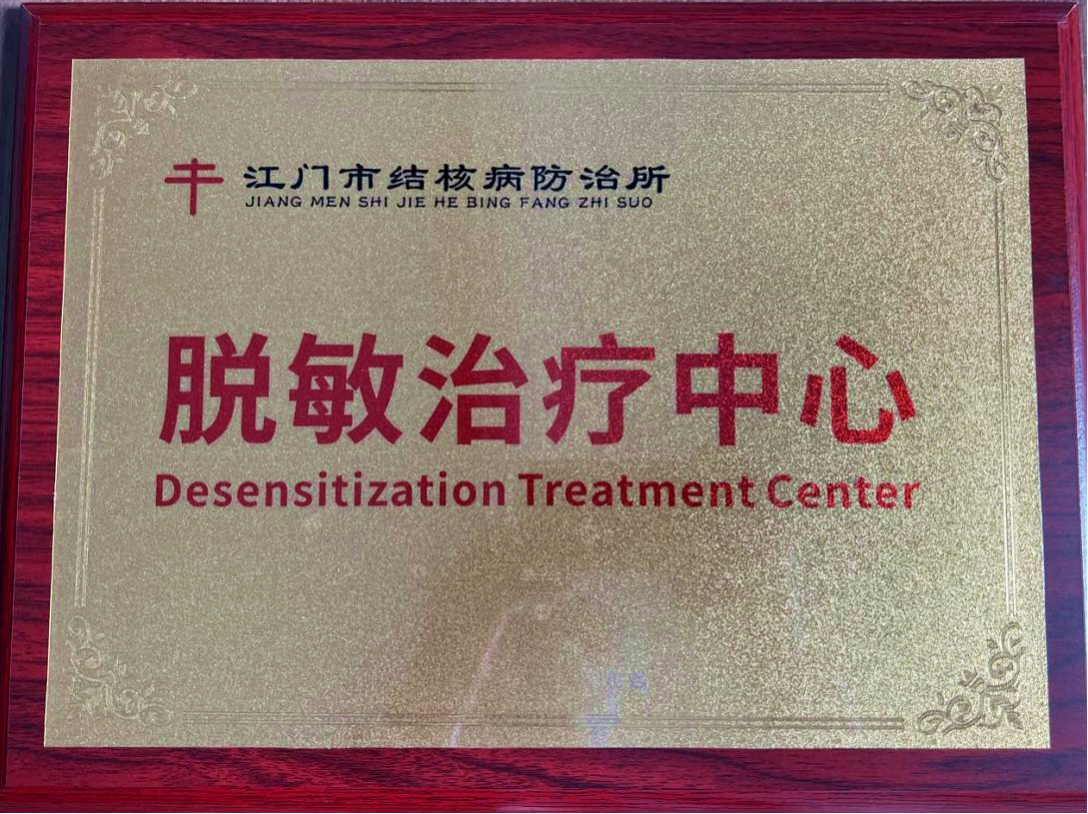 江门市结核病防治所
JIANG MEN SHI JIE HE BING FANG ZHI SUO
脱敏治疗中心
Desensitization Treatment Center